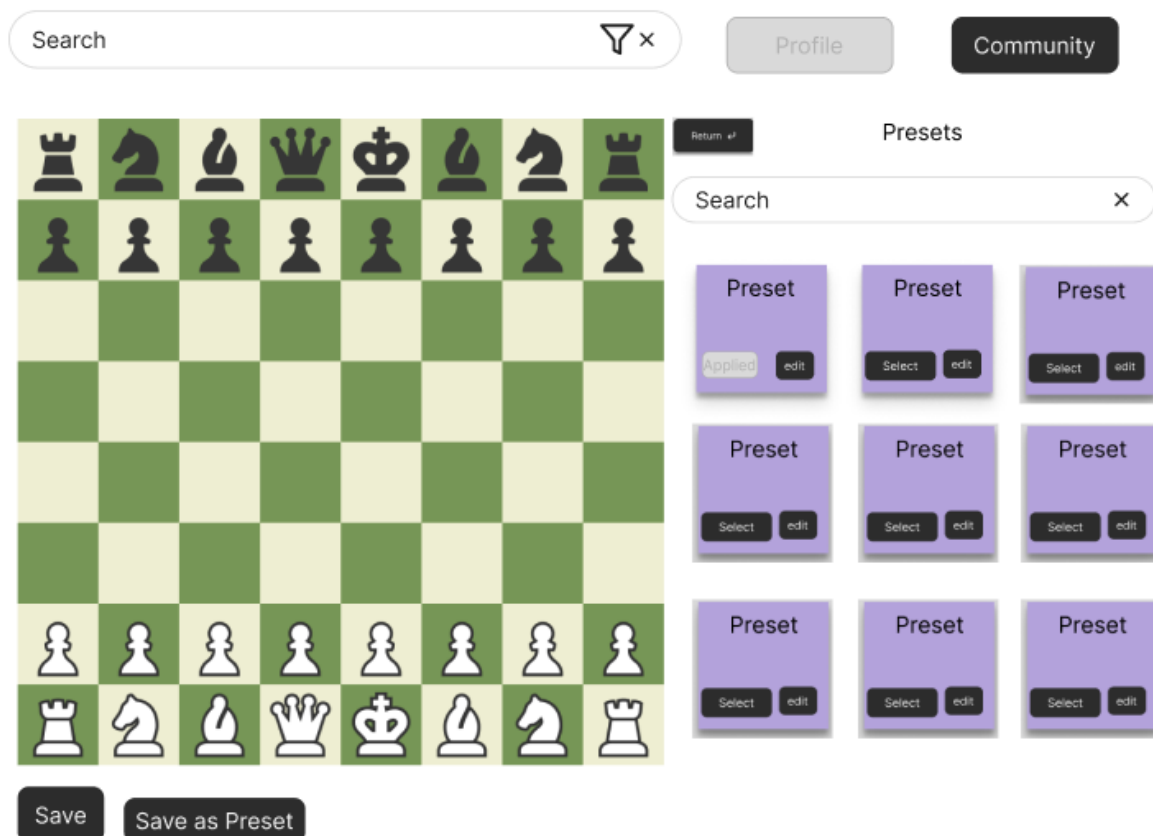 Search ×
Profile
Community
Return ↵
Presets
Search ×
Preset Preset Preset
Applied edit Select edit Select edit
Preset Preset Preset
Select edit Select edit Select edit
Preset Preset Preset
Select edit Select edit Select edit
Save
Save as Preset